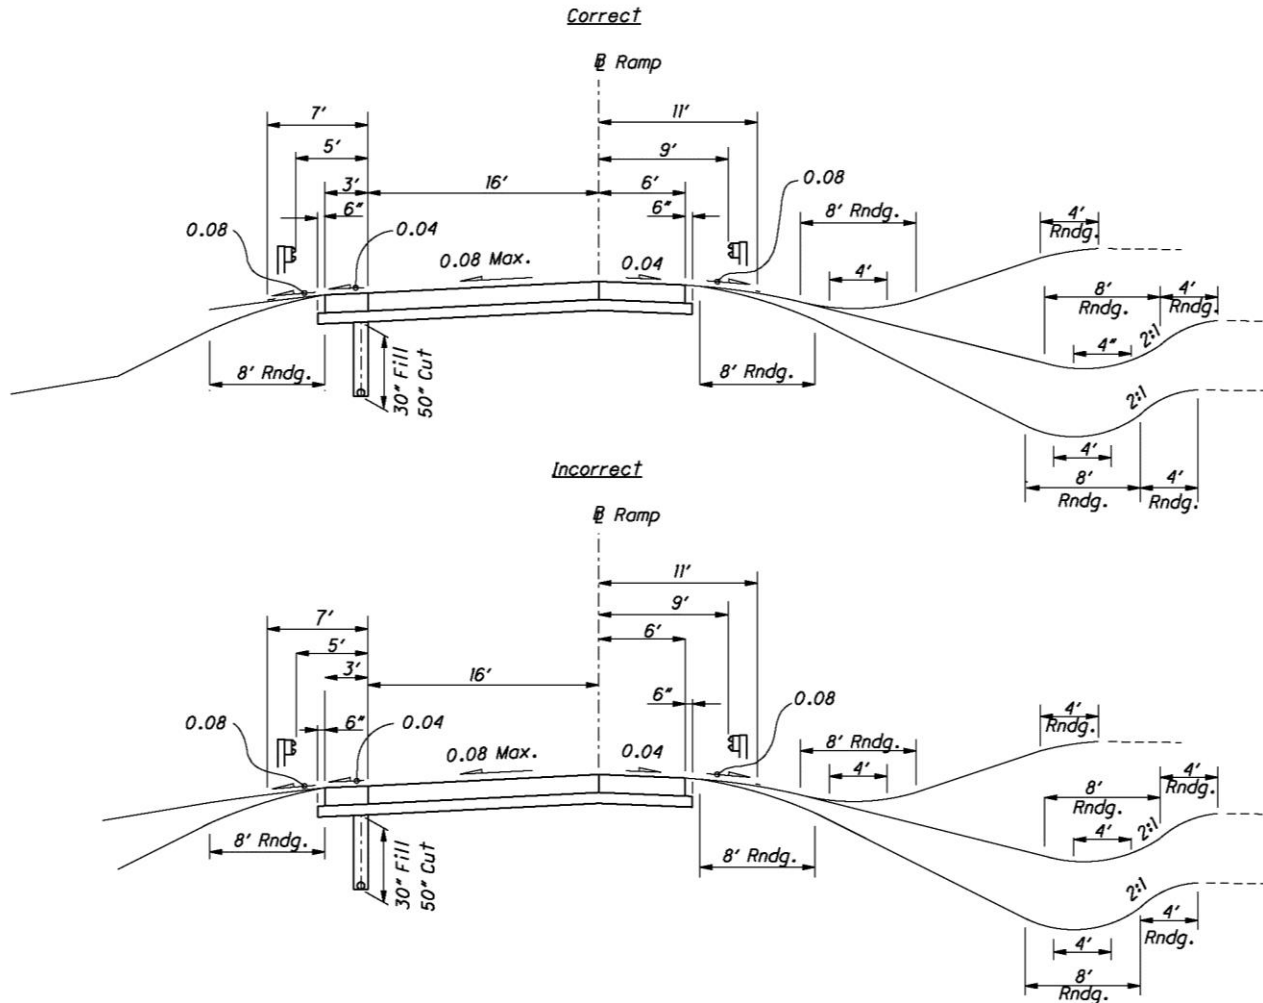 Correct
℄ Ramp
7'
11'
5'
9'
3'
16'
6'
0.08
6"
6"
8' Rndg.
4'
Rndg.
0.08
0.04
0.08 Max.
0.04
4'
8'
Rndg.
4'
Rndg.
4"
2:1
8' Rndg.
30" Fill
50" Cut
8' Rndg.
2:1
4'
8'
Rndg.
4'
Rndg.
Incorrect
℄ Ramp
11'
7'
9'
5'
6'
3'
16'
6"
0.08
0.08
6"
0.04
4'
Rndg.
0.08 Max.
0.04
8' Rndg.
4'
4'
Rndg.
8'
Rndg.
4'
2:1
8' Rndg.
30" Fill
50" Cut
8' Rndg.
2:1
4'
Rndg.
4'
8'
Rndg.